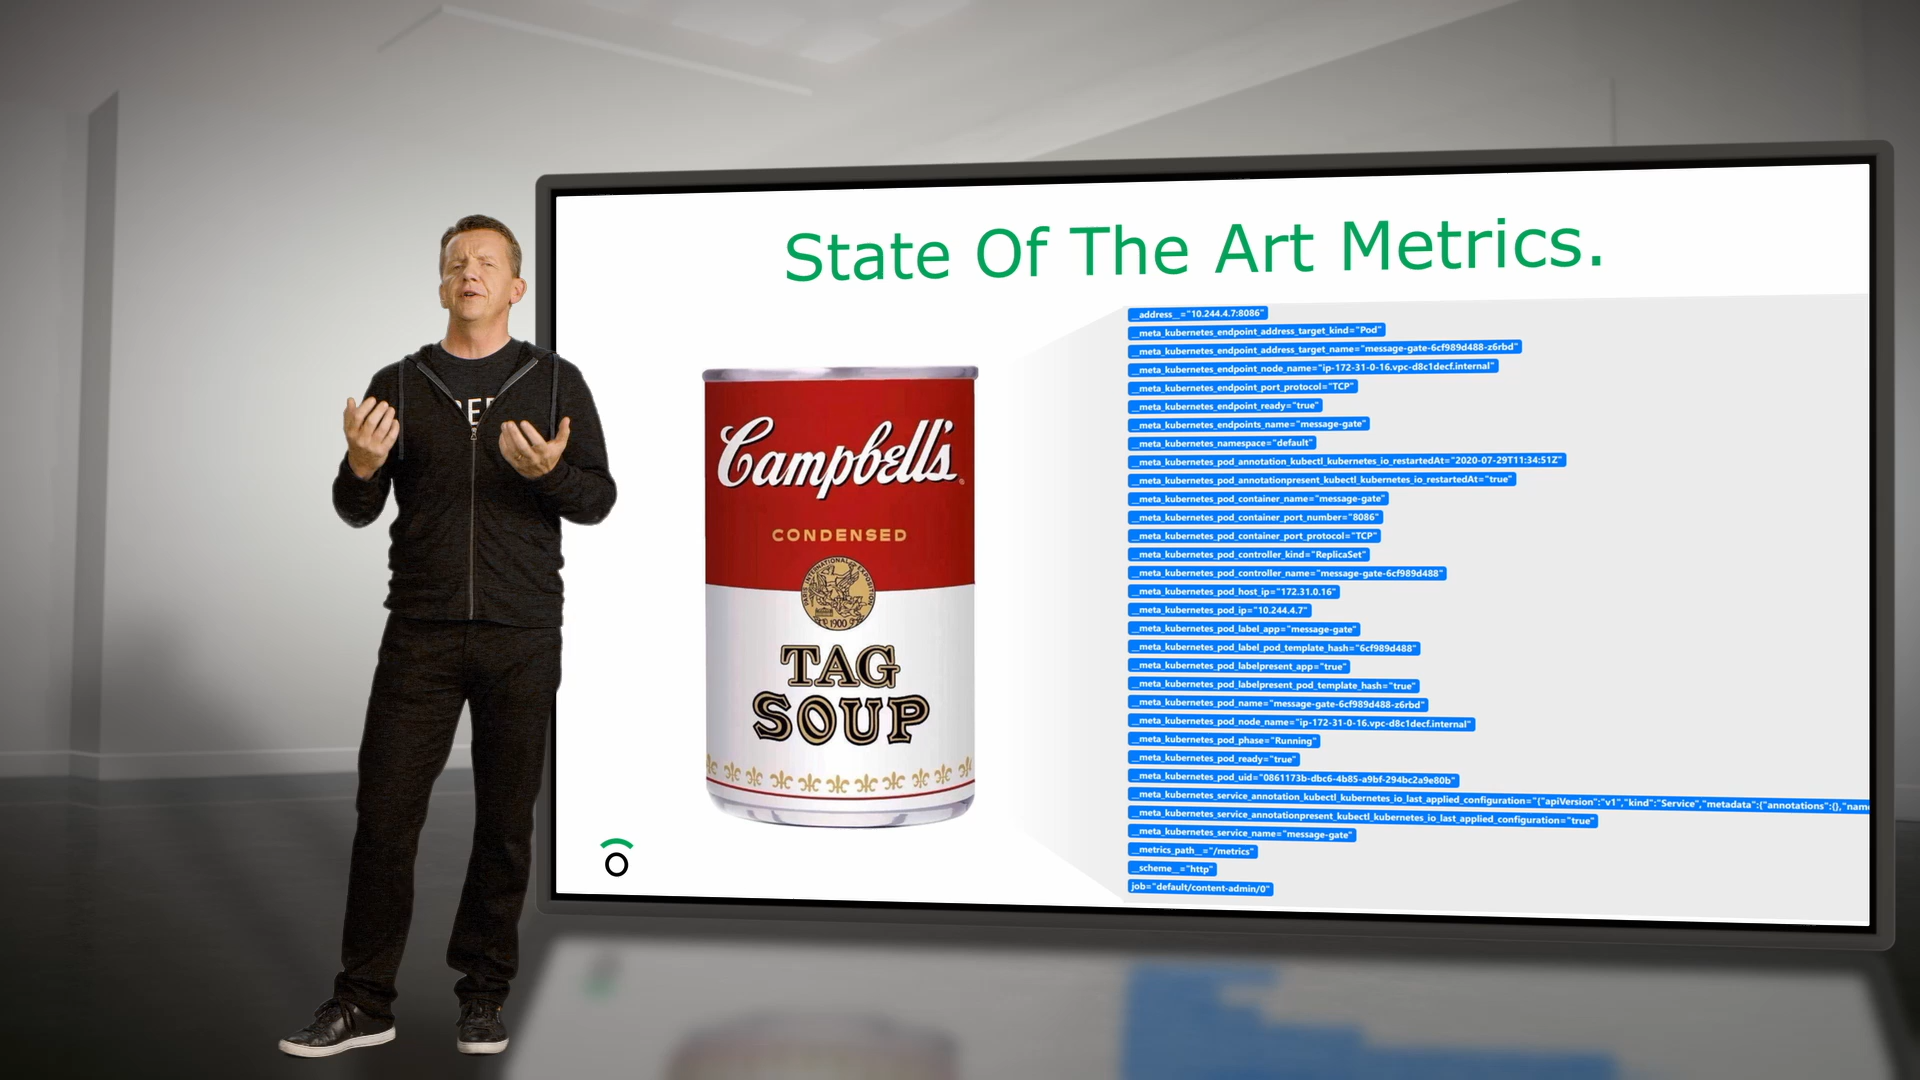 State Of The Art Metrics.
Campbell's
CONDENSED
1900
TAG
SOUP
__address__="10.244.4.7:8086"
__meta_kubernetes_endpoint_address_target_kind="Pod"
__meta_kubernetes_endpoint_address_target_name="message-gate-6cf989d488-z6rbd"
__meta_kubernetes_endpoint_node_name="ip-172-31-0-16.vpc-d8c1decf.internal"
__meta_kubernetes_endpoint_port_protocol="TCP"
__meta_kubernetes_endpoint_ready="true"
__meta_kubernetes_endpoints_name="message-gate"
__meta_kubernetes_namespace="default"
__meta_kubernetes_pod_annotation_kubectl_kubernetes_io_restartedAt="2020-07-29T11:34:51Z"
__meta_kubernetes_pod_annotationpresent_kubectl_kubernetes_io_restartedAt="true"
__meta_kubernetes_pod_container_name="message-gate"
__meta_kubernetes_pod_container_port_number="8086"
__meta_kubernetes_pod_container_port_protocol="TCP"
__meta_kubernetes_pod_controller_kind="ReplicaSet"
__meta_kubernetes_pod_controller_name="message-gate-6cf989d488"
__meta_kubernetes_pod_host_ip="172.31.0.16"
__meta_kubernetes_pod_ip="10.244.4.7"
__meta_kubernetes_pod_label_app="message-gate"
__meta_kubernetes_pod_label_pod_template_hash="6cf989d488"
__meta_kubernetes_pod_labelpresent_app="true"
__meta_kubernetes_pod_labelpresent_pod_template_hash="true"
__meta_kubernetes_pod_name="message-gate-6cf989d488-z6rbd"
__meta_kubernetes_pod_node_name="ip-172-31-0-16.vpc-d8c1decf.internal"
__meta_kubernetes_pod_phase="Running"
__meta_kubernetes_pod_ready="true"
__meta_kubernetes_pod_uid="0861173b-dbc6-4b85-a9bf-294bc2a9e80b"
__meta_kubernetes_service_annotation_kubectl_kubernetes_io_last_applied_configuration="{"apiVersion":"v1","kind":"Service","metadata":{"annotations":{},"name
__meta_kubernetes_service_annotationpresent_kubectl_kubernetes_io_last_applied_configuration="true"
__meta_kubernetes_service_name="message-gate"
__metrics_path__="/metrics"
__scheme__="http"
job="default/content-admin/0"